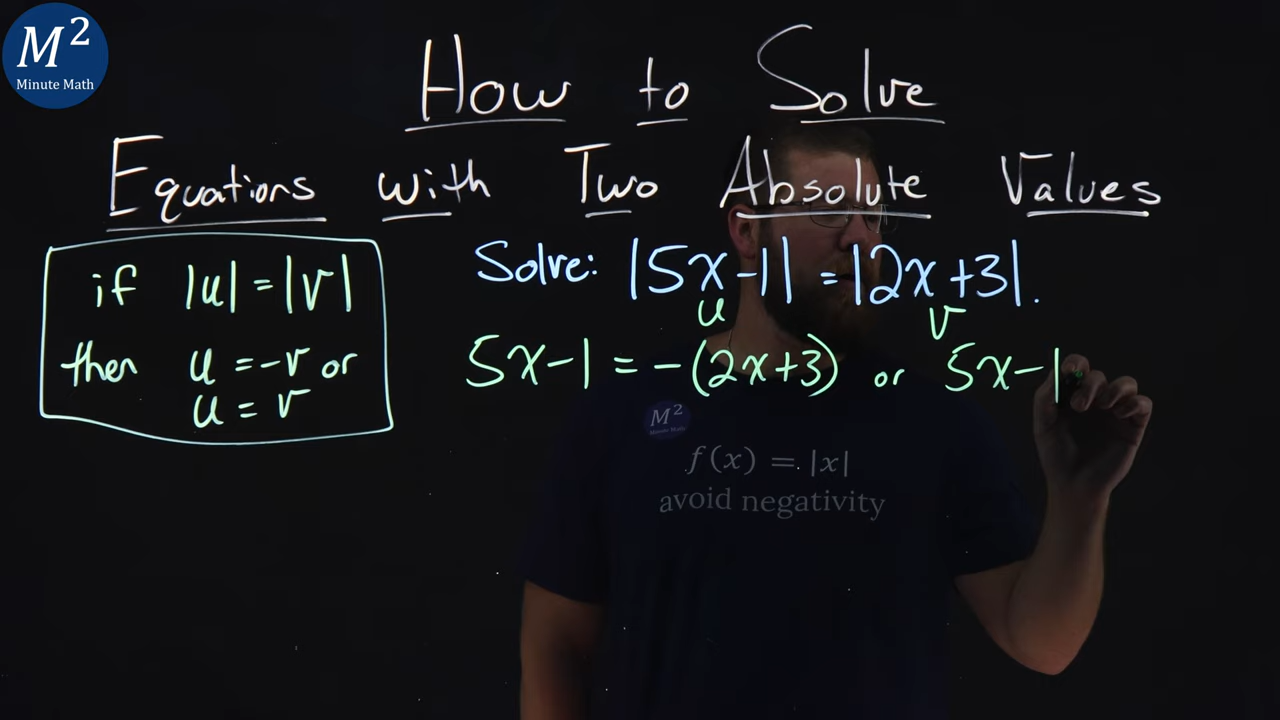 M²
Minute Math
How to Solve
Equations with Two Absolute Values
if |u| = |v|
then u = -v or
u = v
Solve: |5x-1| = |2x+3|.
u
v
5x-1 = -(2x+3) or 5x-1
M²
Minute Math
f(x) = |x|
avoid negativity